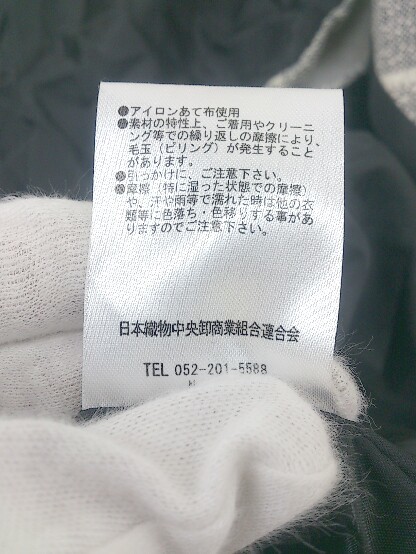 ●アイロンあて布使用
●素材の特性上、ご着用やクリーニ
ング等での繰り返しの摩擦により、
毛玉（ピリング）が発生すること
があります。
●引っかけに、ご注意下さい。
●摩擦（特に湿った状態での摩擦）
や、汗や雨等で濡れた時は他の衣
類等に色落ち・色移りする事があ
りますのでご注意下さい。
日本織物中央卸商業組合連合会
TEL 052-201-5588